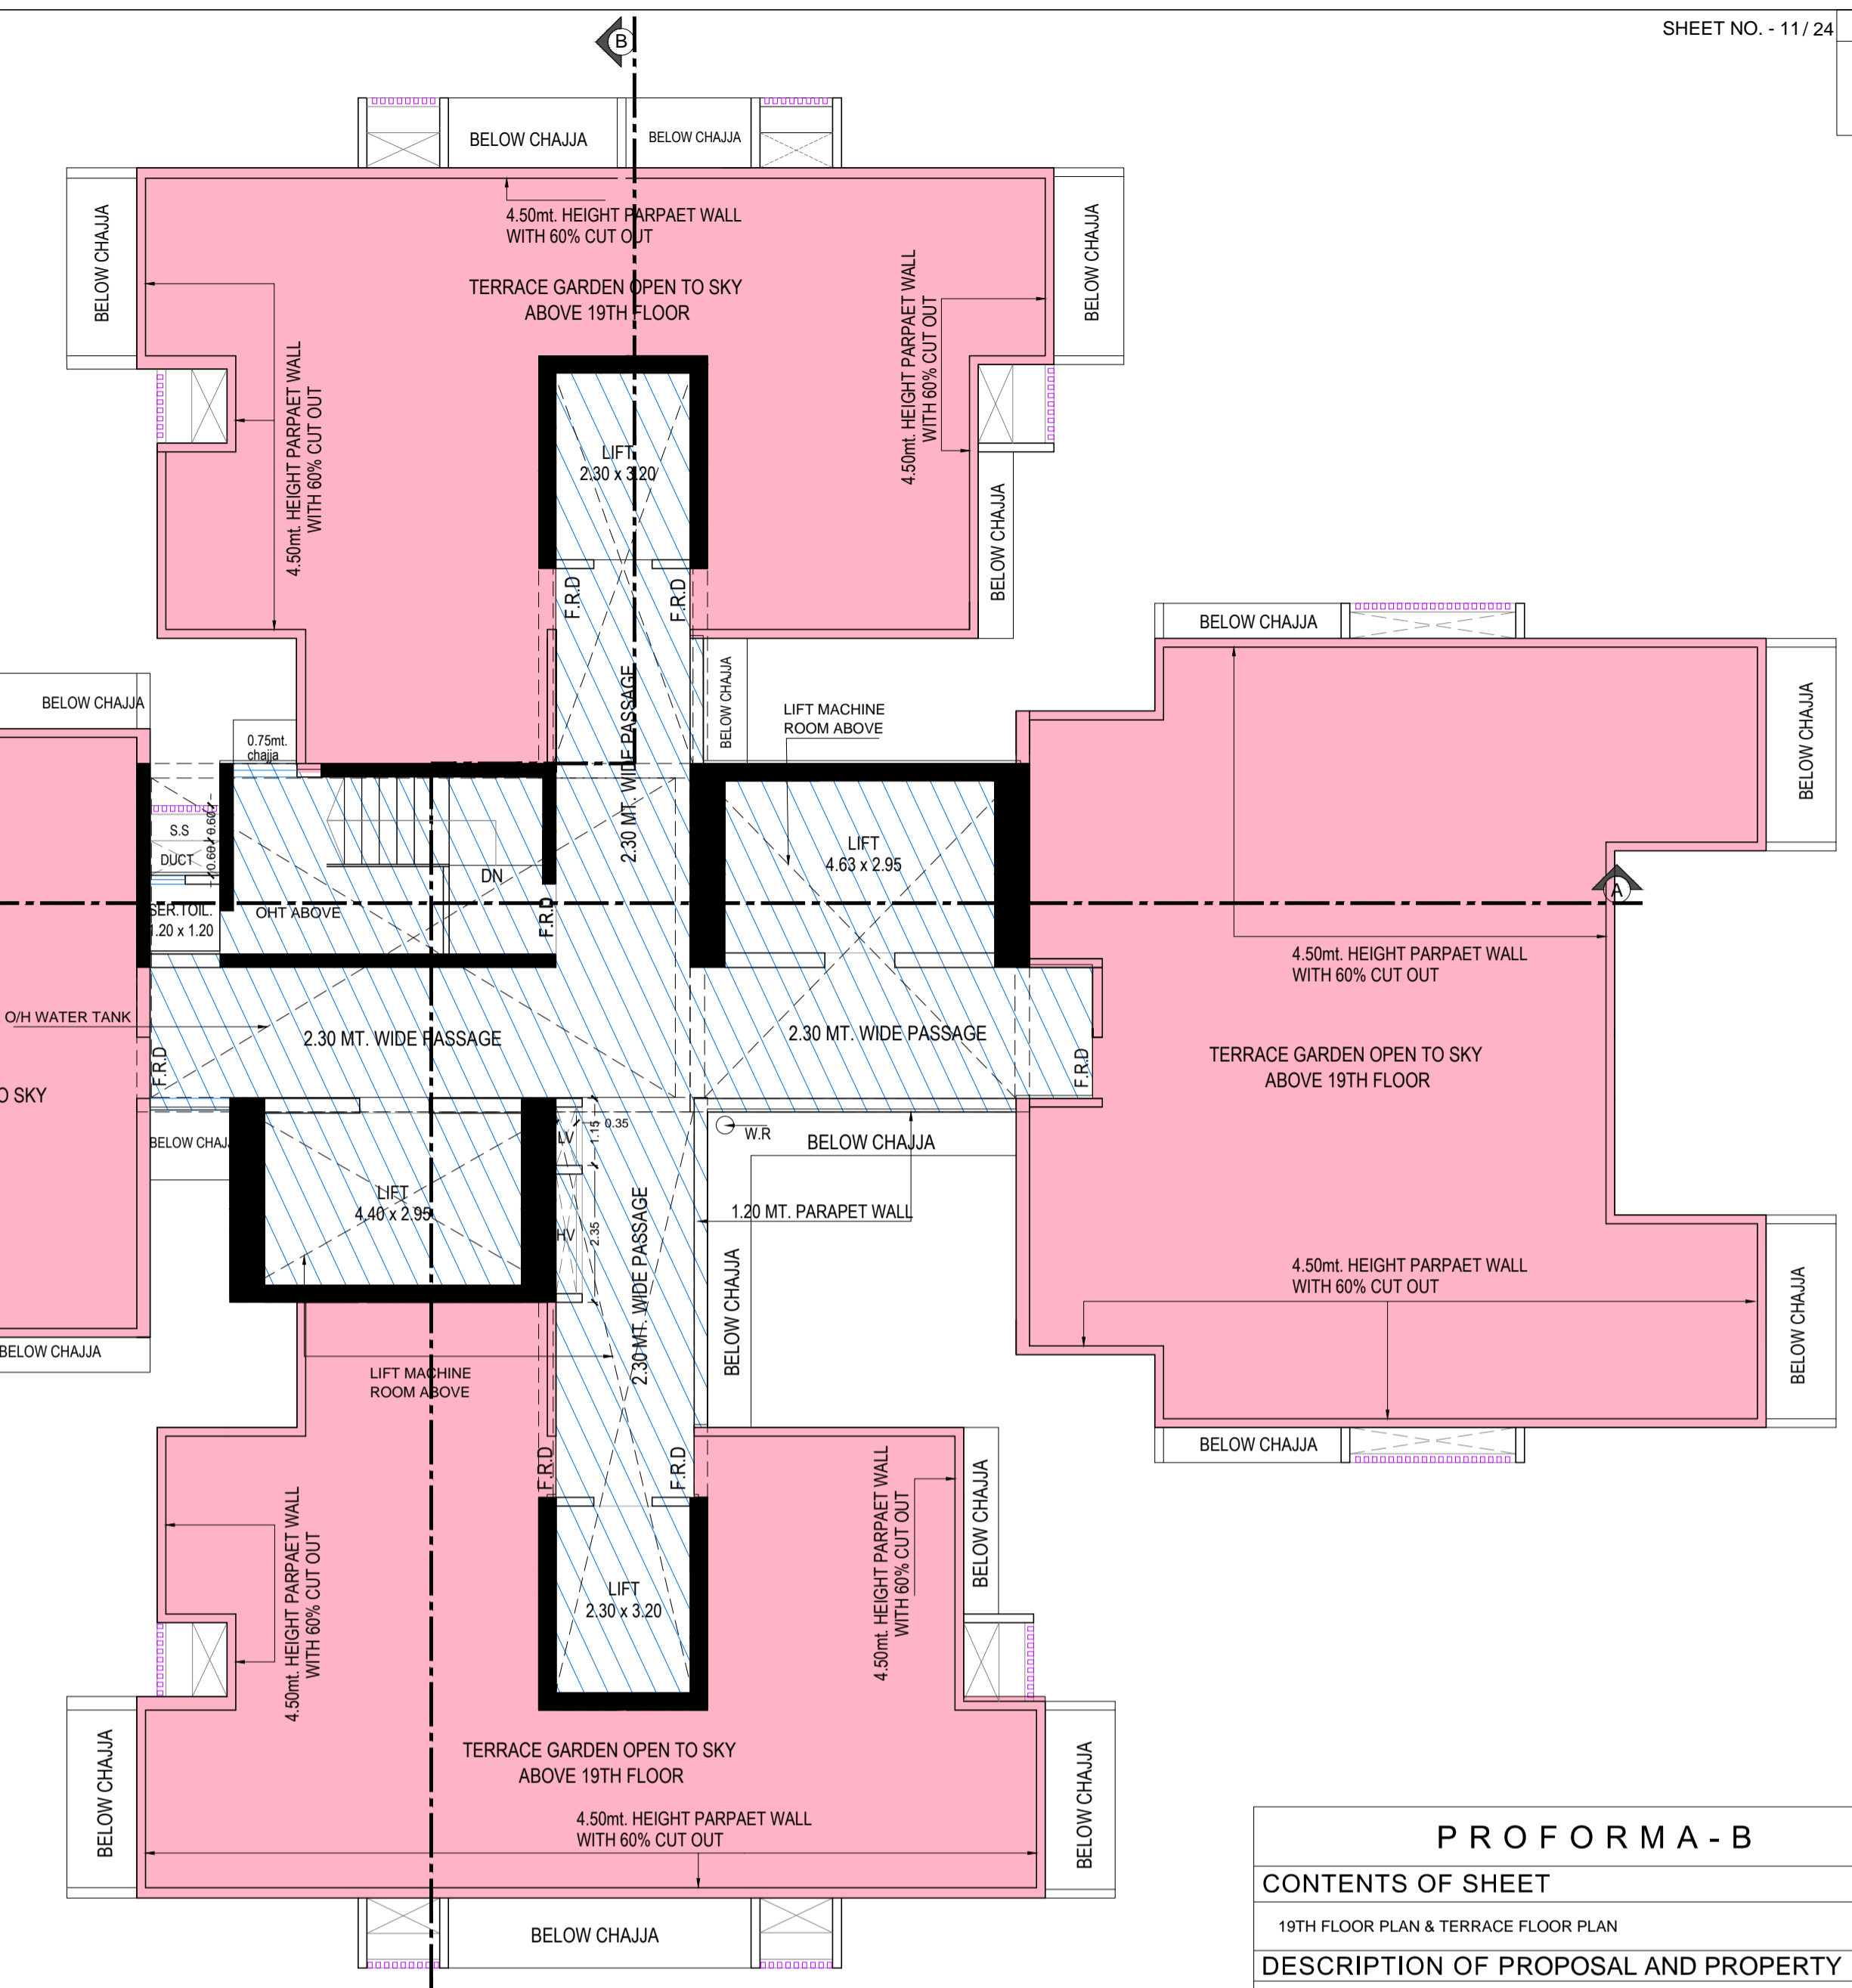 SHEET NO. - 11/ 24
B
BELOW CHAJJA
BELOW CHAJJA
BELOW CHAJJA
BELOW CHAJJA
4.50mt. HEIGHT PARPAET WALL
WITH 60% CUT OUT
TERRACE GARDEN OPEN TO SKY
ABOVE 19TH FLOOR
4.50mt. HEIGHT PARPAET WALL
WITH 60% CUT OUT
4.50mt. HEIGHT PARPAET WALL
WITH 60% CUT OUT
LIFT
2.30 x 3.20
BELOW CHAJJA
F.R.D
F.R.D
BELOW CHAJJA
BELOW CHAJJA
BELOW CHAJJA
2.30 MT. WIDE PASSAGE
BELOW CHAJJA
LIFT MACHINE
ROOM ABOVE
BELOW CHAJJA
0.75mt.
chajja
S.S
DUCT
0.60 x 0.60
DN
LIFT
4.63 x 2.95
A
SER.TOIL.
1.20 x 1.20
OHT ABOVE
F.R.D
4.50mt. HEIGHT PARPAET WALL
WITH 60% CUT OUT
O/H WATER TANK
2.30 MT. WIDE PASSAGE
2.30 MT. WIDE PASSAGE
F.R.D
F.R.D
TERRACE GARDEN OPEN TO SKY
ABOVE 19TH FLOOR
O SKY
BELOW CHAJ
LV
1.15
0.35
W.R
BELOW CHAJJA
LIFT
4.40 x 2.95
HV
2.35
2.30 MT. WIDE PASSAGE
1.20 MT. PARAPET WALL
BELOW CHAJJA
4.50mt. HEIGHT PARPAET WALL
WITH 60% CUT OUT
BELOW CHAJJA
BELOW CHAJJA
LIFT MACHINE
ROOM ABOVE
BELOW CHAJJA
F.R.D
F.R.D
4.50mt. HEIGHT PARPAET WALL
WITH 60% CUT OUT
4.50mt. HEIGHT PARPAET WALL
WITH 60% CUT OUT
BELOW CHAJJA
LIFT
2.30 x 3.20
BELOW CHAJJA
TERRACE GARDEN OPEN TO SKY
ABOVE 19TH FLOOR
BELOW CHAJJA
4.50mt. HEIGHT PARPAET WALL
WITH 60% CUT OUT
BELOW CHAJJA
PROFORMA-B
CONTENTS OF SHEET
19TH FLOOR PLAN & TERRACE FLOOR PLAN
DESCRIPTION OF PROPOSAL AND PROPERTY